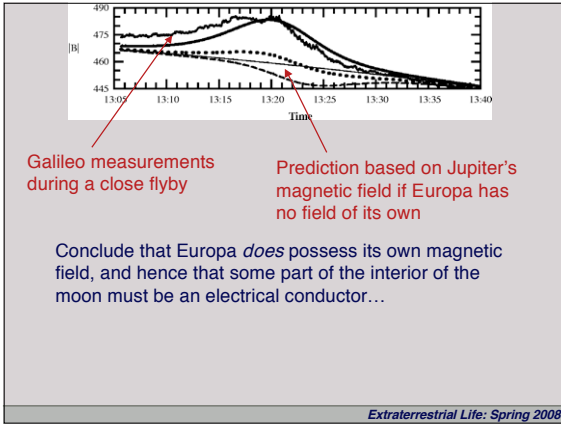 490
475
|B|
460
445
13:05 13:10 13:15 13:20 13:25 13:30 13:35 13:40
Time
Galileo measurements
during a close flyby
Prediction based on Jupiter's
magnetic field if Europa has
no field of its own
Conclude that Europa does possess its own magnetic
field, and hence that some part of the interior of the
moon must be an electrical conductor…
Extraterrestrial Life: Spring 2008